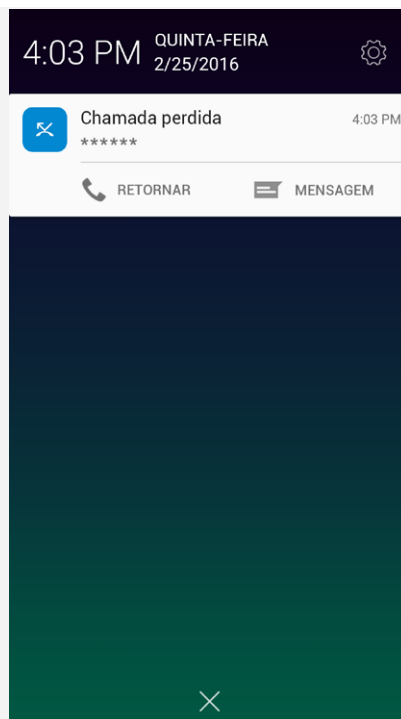 4:03 PM
QUINTA-FEIRA
2/25/2016
Chamada perdida
4:03 PM
******
RETORNAR
MENSAGEM